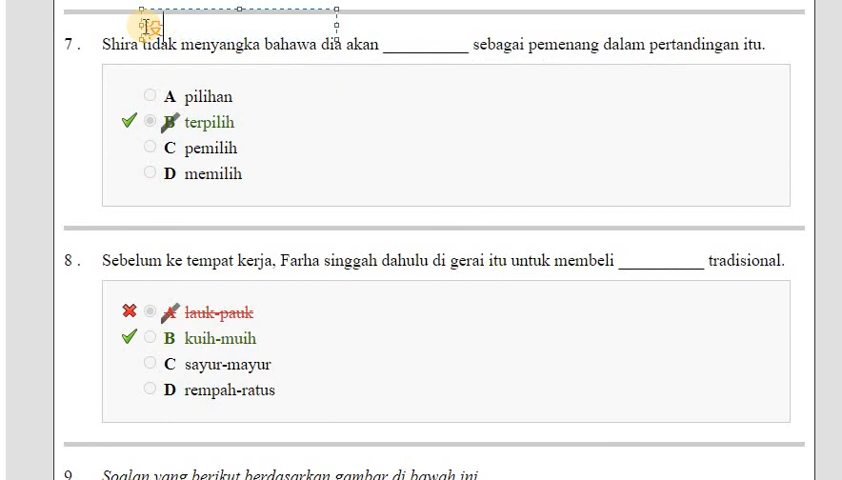 7 . Shira tidak menyangka bahawa dia akan __________ sebagai pemenang dalam pertandingan itu.
A pilihan
B terpilih
C pemilih
D memilih
8 . Sebelum ke tempat kerja, Farha singgah dahulu di gerai itu untuk membeli __________ tradisional.
A lauk-pauk
B kuih-muih
C sayur-mayur
D rempah-ratus
9 Soalan yang berikut berdasarkan gambar di bawah ini